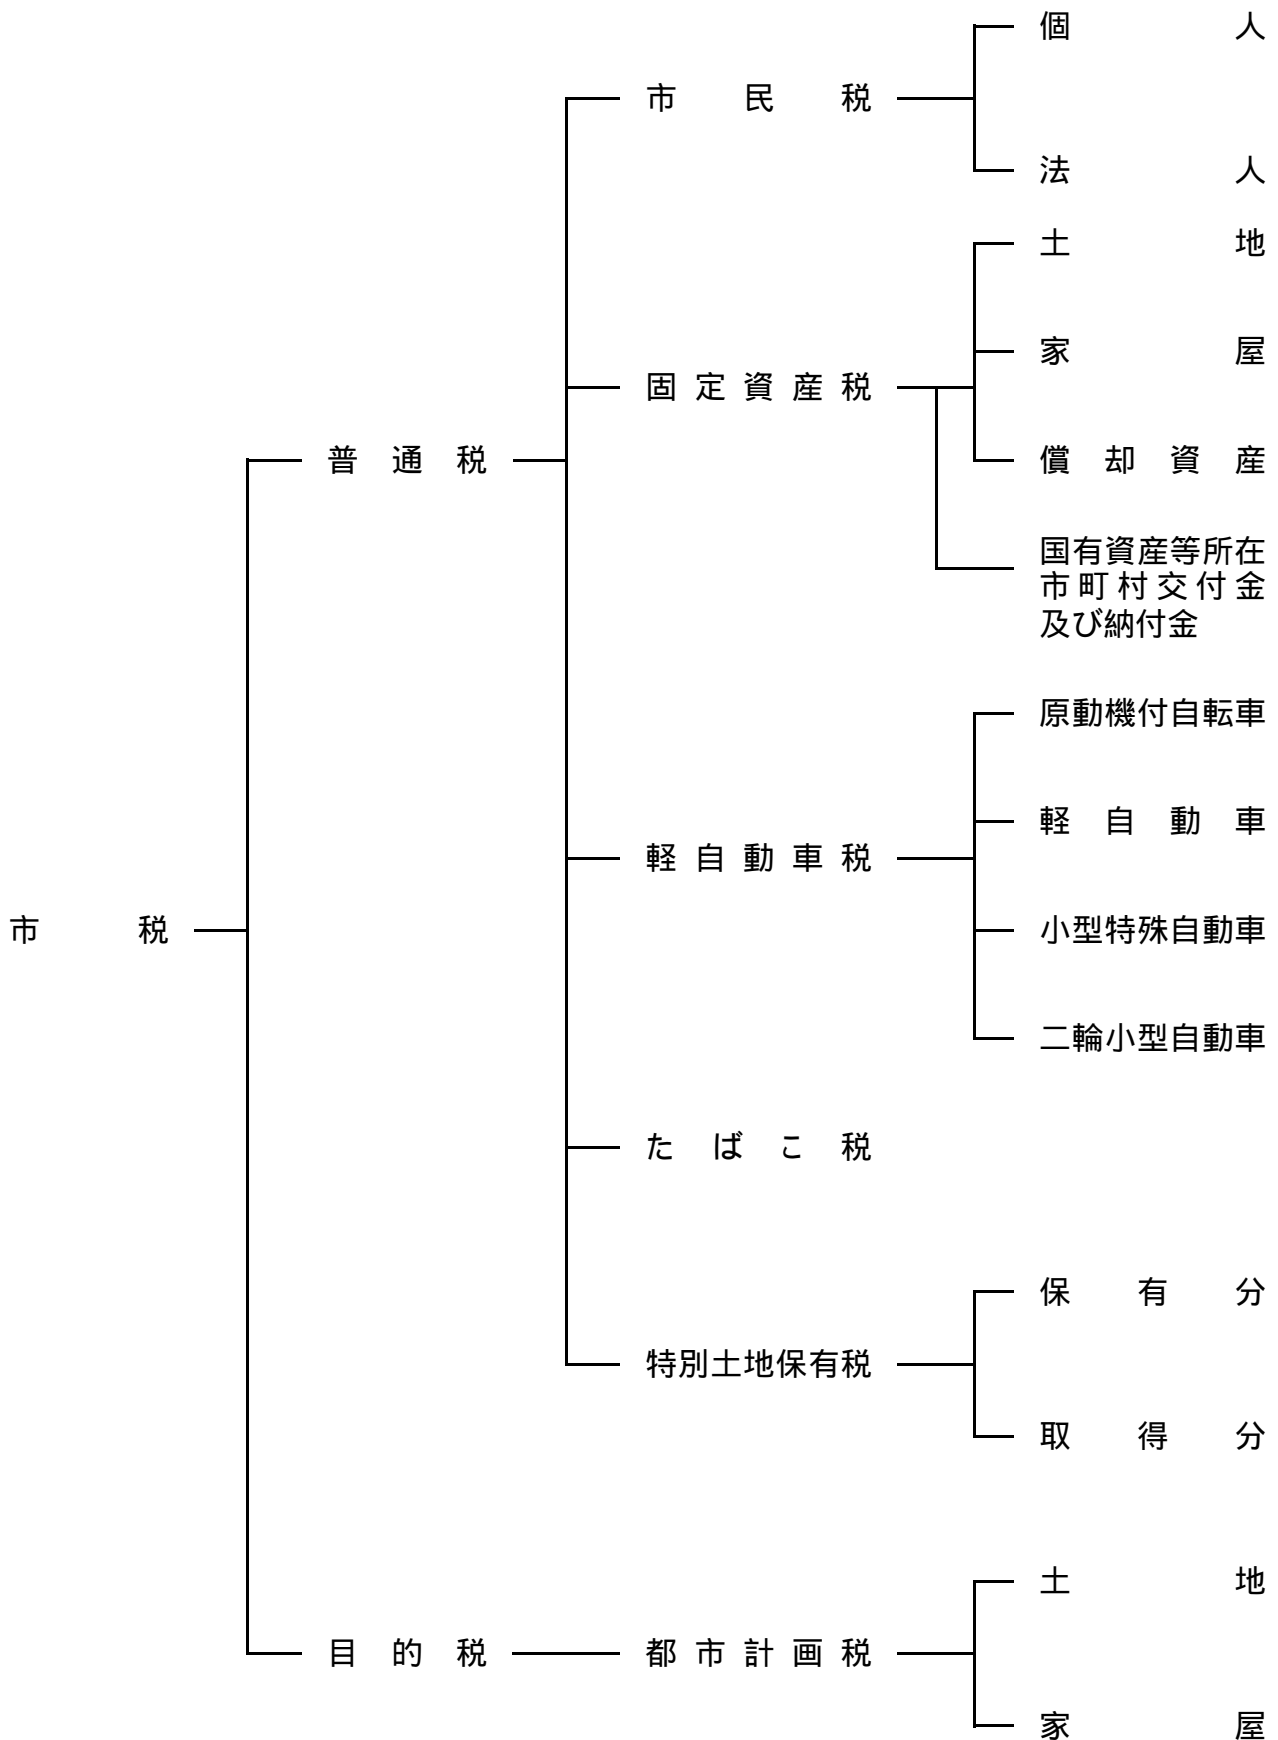 個人
市民税
法人
土地
家屋
固定資産税
普通税
償却資産
国有資産等所在
市町村交付金
及び納付金
原動機付自転車
軽自動車
軽自動車税
市税
小型特殊自動車
二輪小型自動車
たばこ税
保有分
特別土地保有税
取得分
土地
目的税
都市計画税
家屋